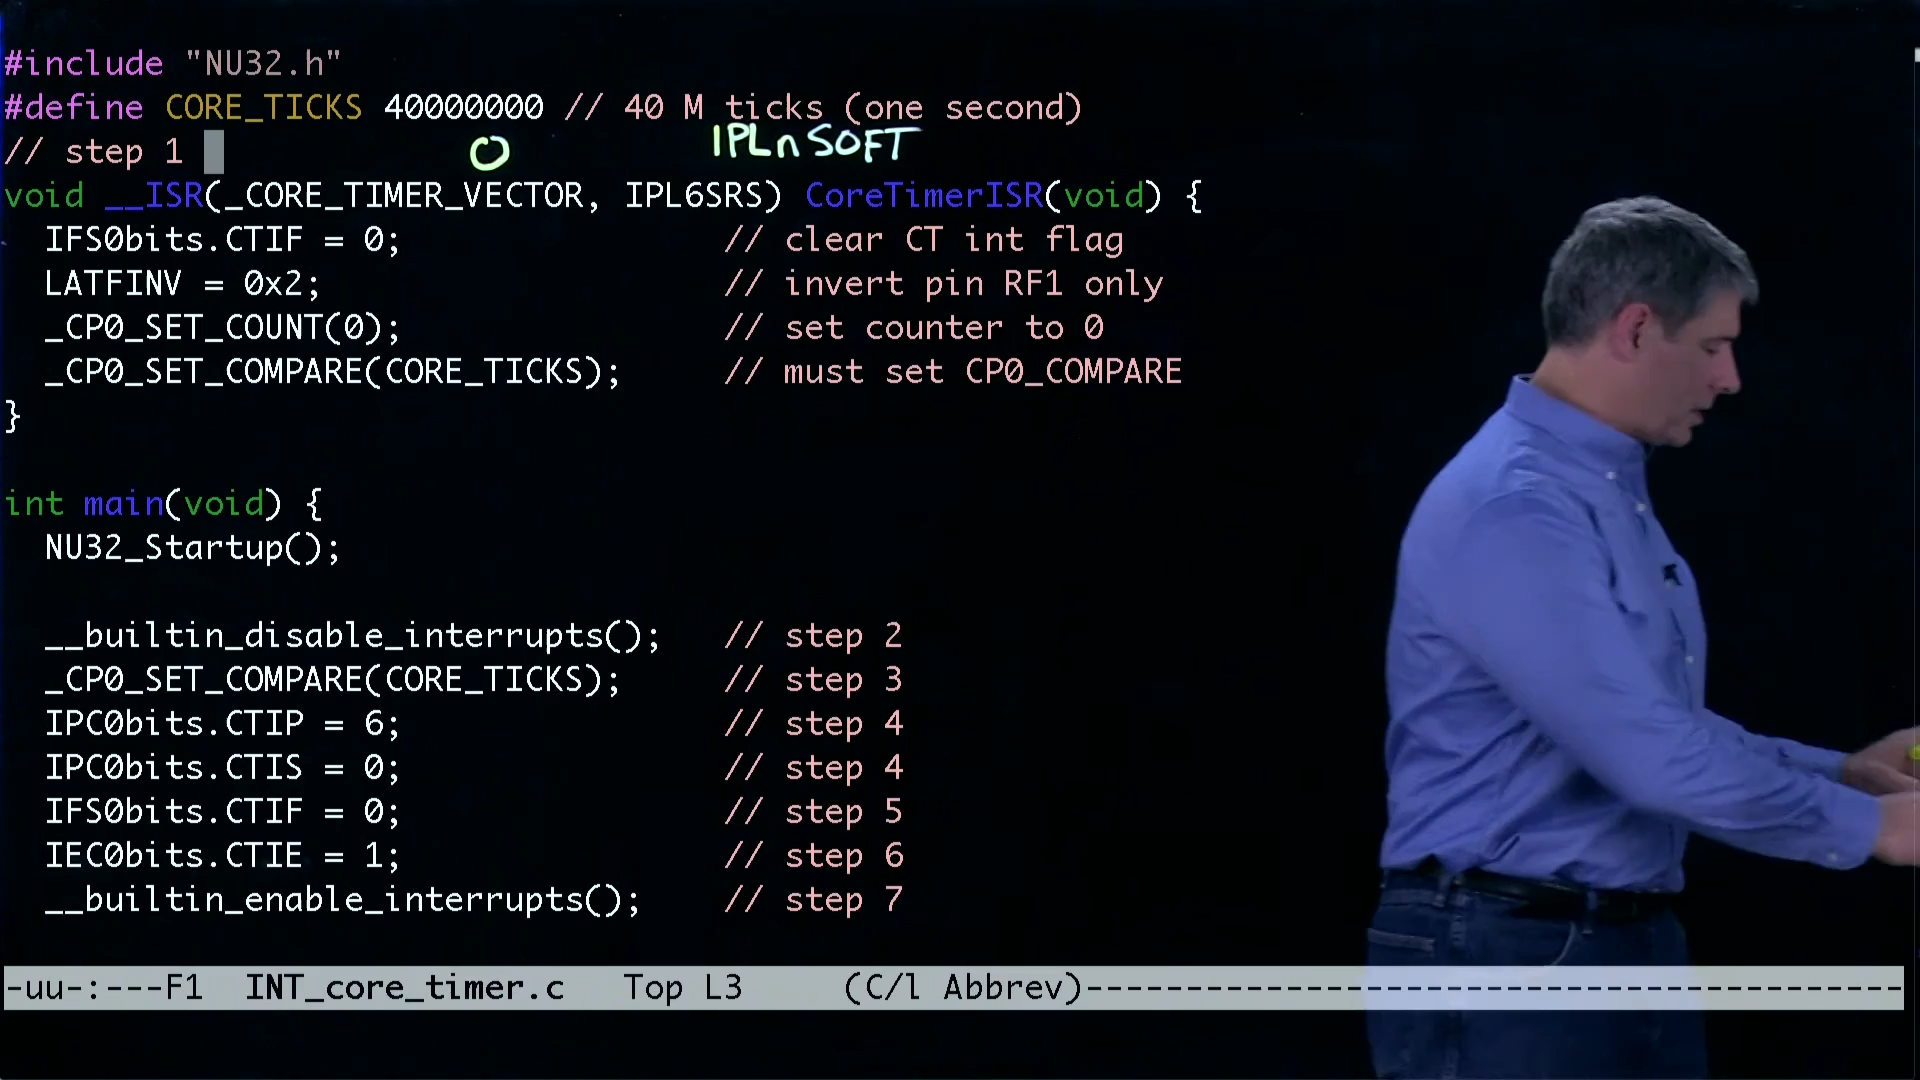 #include "NU32.h"
#define CORE_TICKS 40000000 // 40 M ticks (one second)
// step 1
O IPLnSOFT
void __ISR(_CORE_TIMER_VECTOR, IPL6SRS) CoreTimerISR(void) {
IFS0bits.CTIF = 0; // clear CT int flag
LATFINV = 0x2; // invert pin RF1 only
_CP0_SET_COUNT(0); // set counter to 0
_CP0_SET_COMPARE(CORE_TICKS); // must set CP0_COMPARE
}
int main(void) {
NU32_Startup();
__builtin_disable_interrupts(); // step 2
_CP0_SET_COMPARE(CORE_TICKS); // step 3
IPC0bits.CTIP = 6; // step 4
IPC0bits.CTIS = 0; // step 4
IFS0bits.CTIF = 0; // step 5
IEC0bits.CTIE = 1; // step 6
__builtin_enable_interrupts(); // step 7
-uu-:---F1 INT_core_timer.c Top L3 (C/l Abbrev)-----------------------------------------